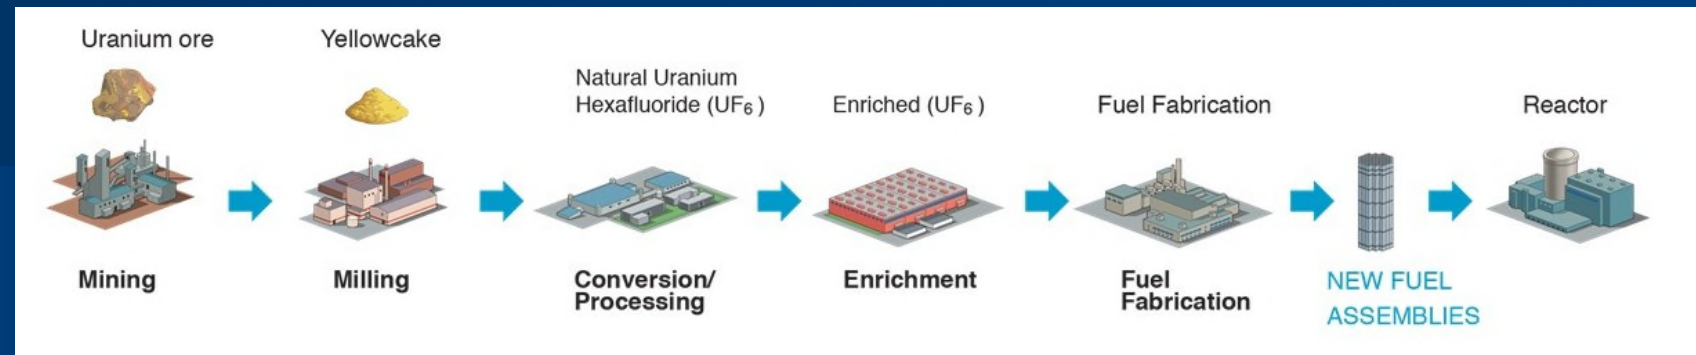 Uranium ore
Yellowcake
Natural Uranium
Hexafluoride (UF₆)
Enriched (UF₆)
Fuel Fabrication
Reactor
Mining
Milling
Conversion/
Processing
Enrichment
Fuel
Fabrication
NEW FUEL
ASSEMBLIES